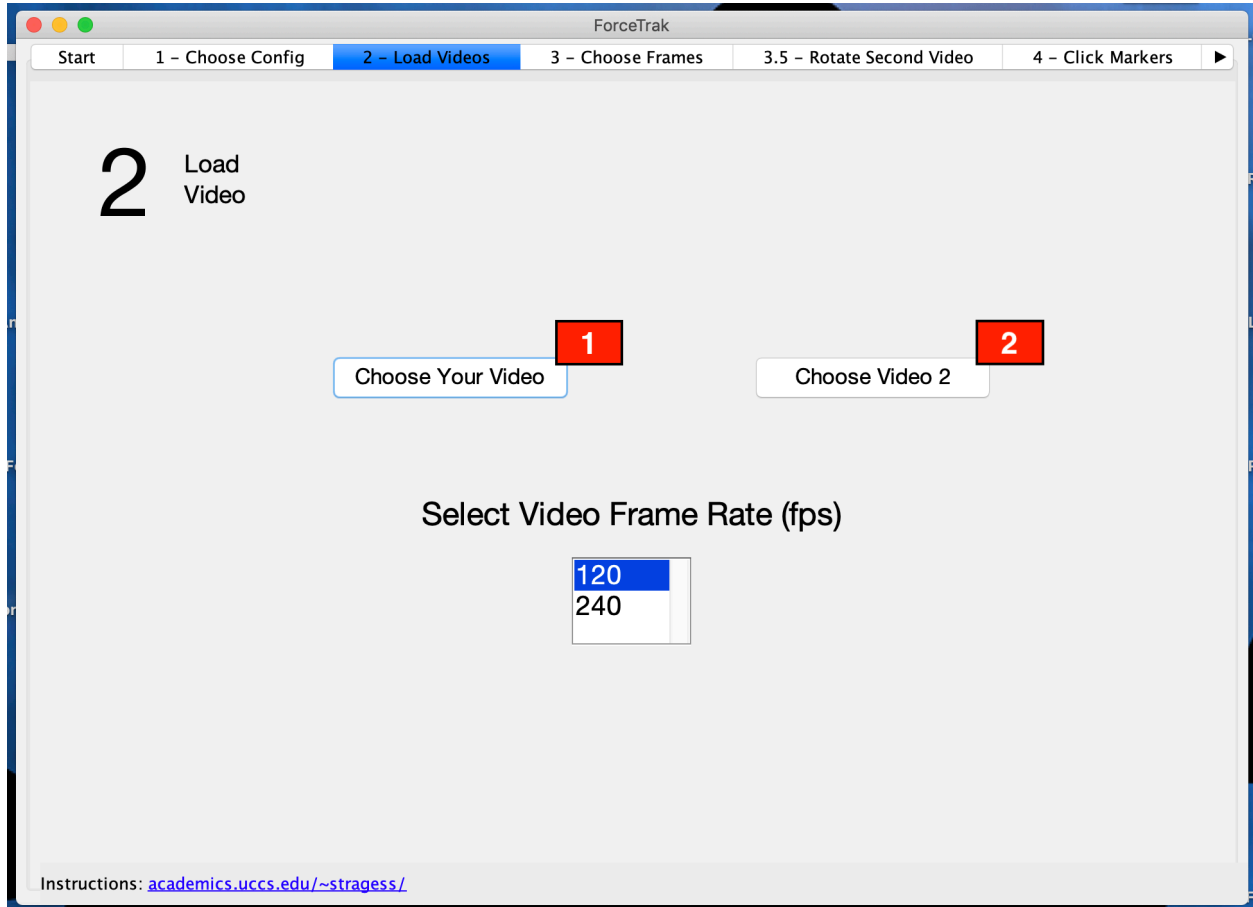 ForceTrak
Start 1 – Choose Config 2 – Load Videos 3 – Choose Frames 3.5 – Rotate Second Video 4 – Click Markers
2
Load
Video
1
2
Choose Your Video
Choose Video 2
Select Video Frame Rate (fps)
120
240
Instructions: academics.uccs.edu/~stragess/